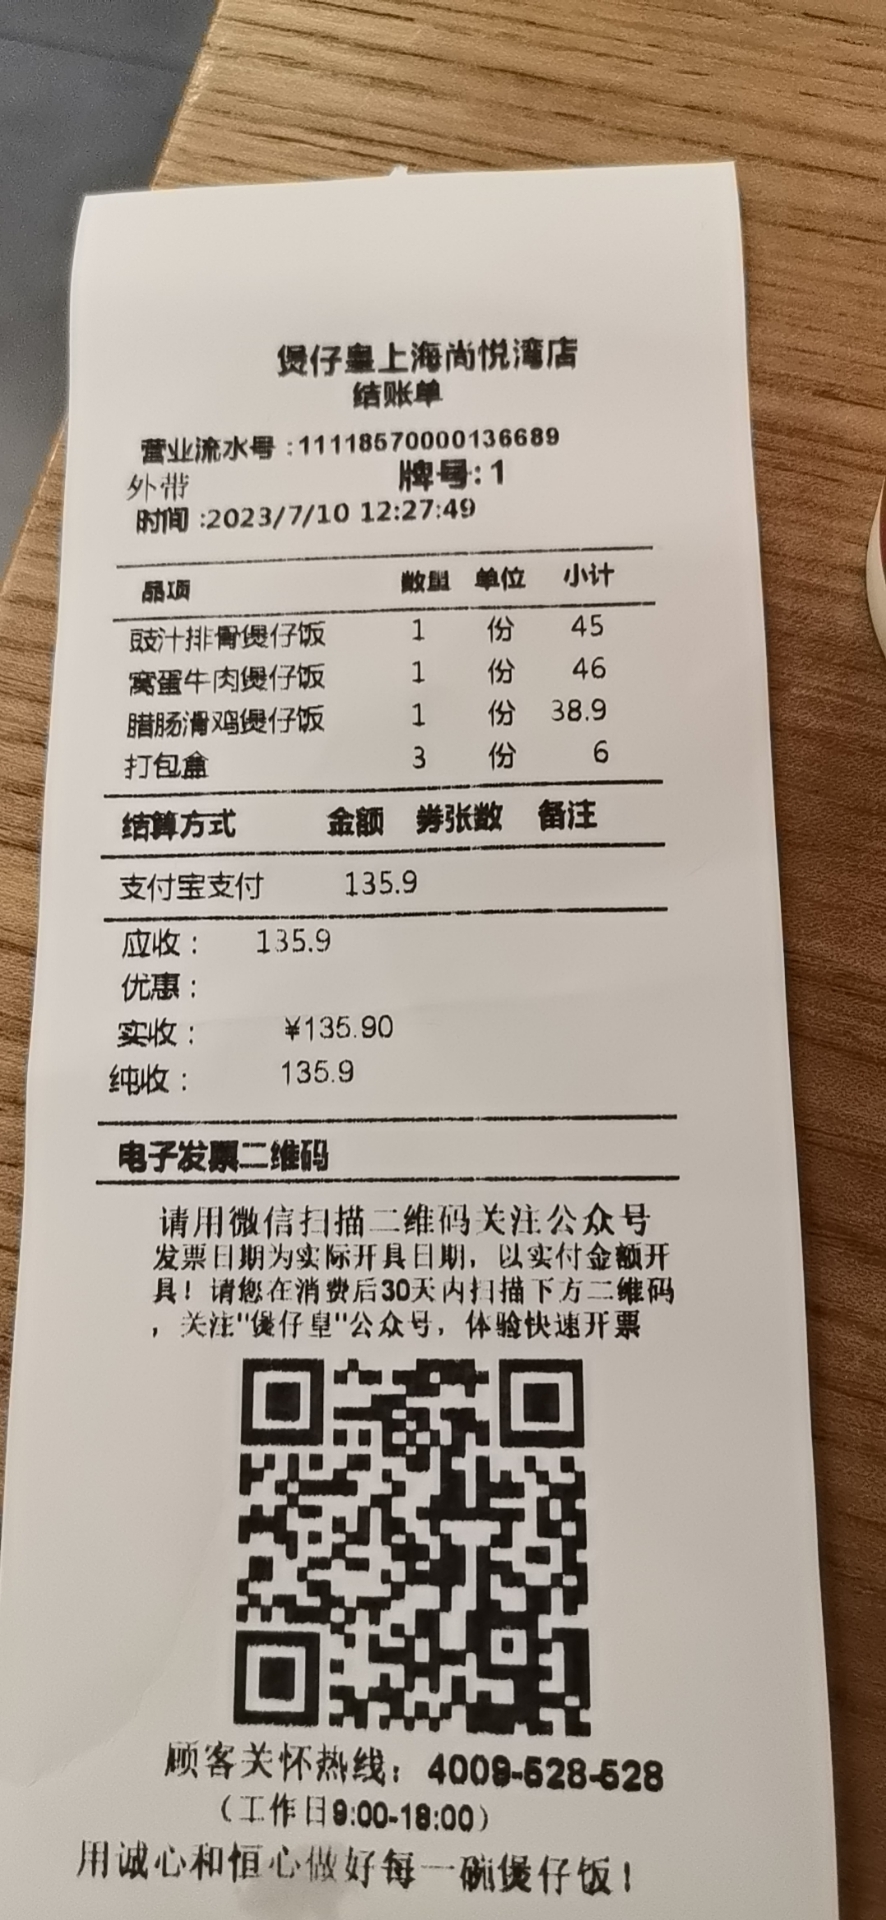 煲仔皇上海尚悦湾店
结账单
营业流水号:11118570000136689
外带 牌号:1
时间:2023/7/10 12:27:49
品项 数量 单位 小计
豉汁排骨煲仔饭 1 份 45
窝蛋牛肉煲仔饭 1 份 46
腊肠滑鸡煲仔饭 1 份 38.9
打包盒 3 份 6
结算方式 金额 券张数 备注
支付宝支付 135.9
应收: 135.9
优惠:
实收: ¥135.90
纯收: 135.9
电子发票二维码
请用微信扫描二维码关注公众号
发票日期为实际开具日期，以实付金额开
具！请您在消费后30天内扫描下方二维码
，关注"煲仔皇"公众号，体验快速开票
顾客关怀热线：4009-528-528
（工作日9:00-18:00）
用诚心和恒心做好每一碗煲仔饭！